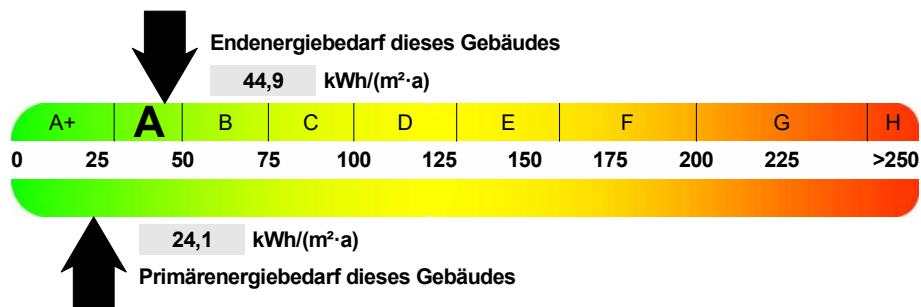 Endenergiebedarf dieses Gebäudes
44,9 kWh/(m²·a)
A+ A B C D E F G H
0 25 50 75 100 125 150 175 200 225 >250
24,1 kWh/(m²·a)
Primärenergiebedarf dieses Gebäudes